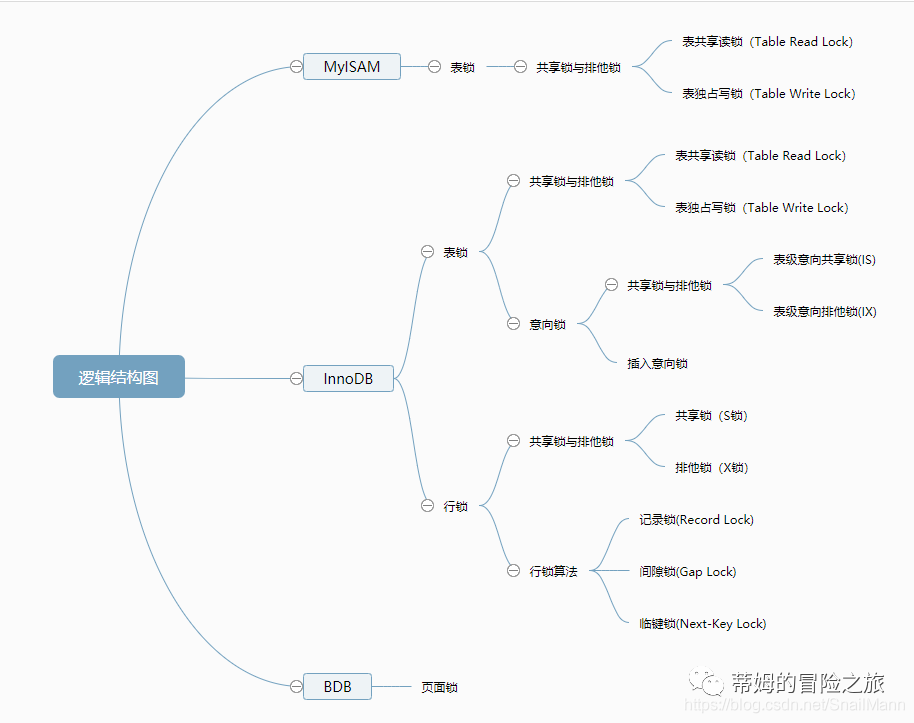 逻辑结构图
MyISAM
表锁
共享锁与排他锁
表共享读锁（Table Read Lock）
表独占写锁（Table Write Lock）
InnoDB
表锁
共享锁与排他锁
表共享读锁（Table Read Lock）
表独占写锁（Table Write Lock）
意向锁
共享锁与排他锁
表级意向共享锁(IS)
表级意向排他锁(IX)
插入意向锁
行锁
共享锁与排他锁
共享锁（S锁）
排他锁（X锁）
行锁算法
记录锁(Record Lock)
间隙锁(Gap Lock)
临键锁(Next-Key Lock)
BDB
页面锁
蒂姆的冒险之旅
https://blog.csdn.net/SnailMann